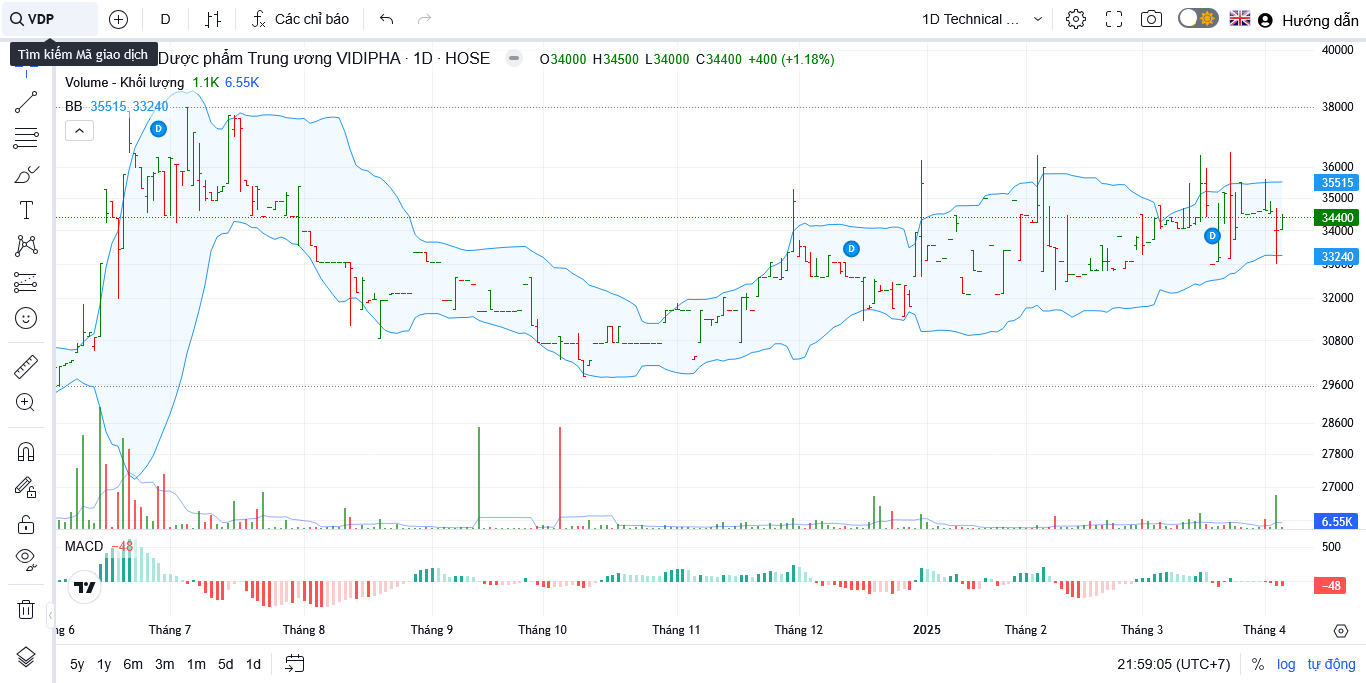 VDP
D
Các chỉ báo
1D Technical ...
Hướng dẫn
Tìm kiếm Mã giao dịch
Dược phẩm Trung ương VIDIPHA · 1D · HOSE
O34000 H34500 L34000 C34400 +400 (+1.18%)
Volume - Khối lượng 1.1K 6.55K
BB 35515 33240
D
D
D
40000
38000
36000
35515
35000
34400
34000
33240
33000
32000
30800
29600
28600
27800
27000
6.55K
MACD −48
500
−48
ng 6
Tháng 7
Tháng 8
Tháng 9
Tháng 10
Tháng 11
Tháng 12
2025
Tháng 2
Tháng 3
Tháng 4
5y 1y 6m 3m 1m 5d 1d
21:59:05 (UTC+7)
%
log
tự động